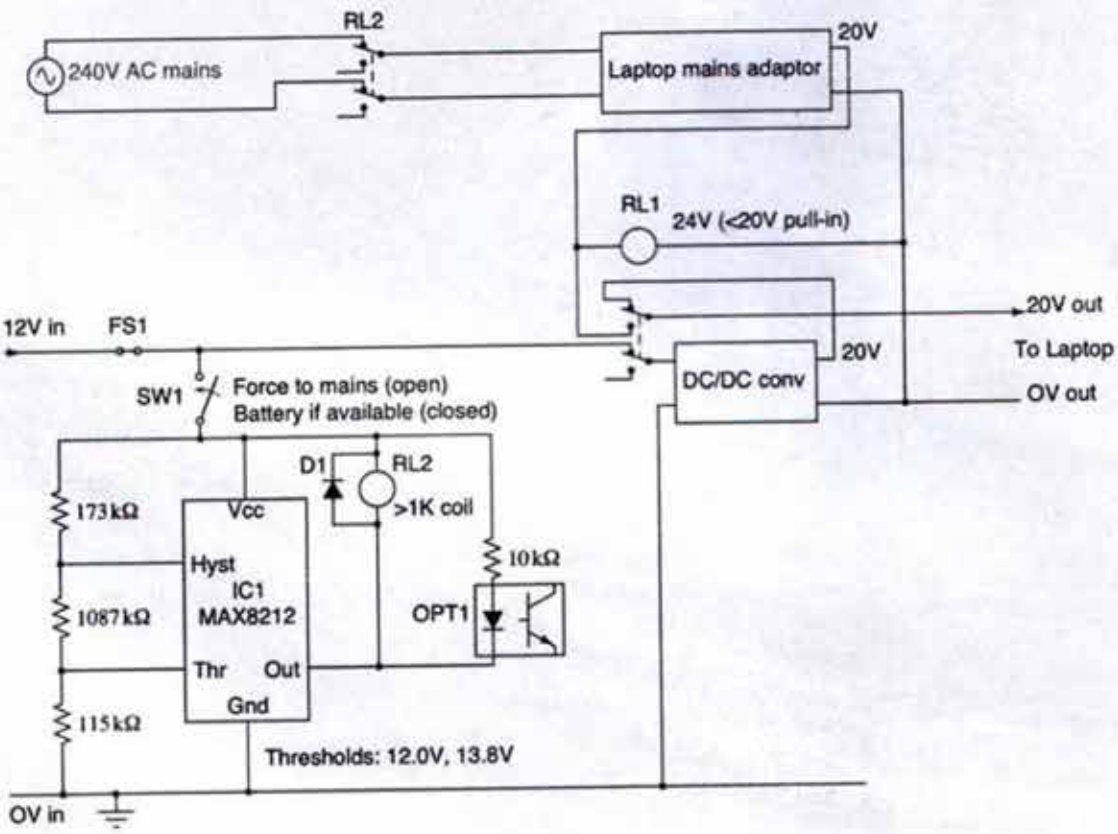 RL2
240V AC mains
Laptop mains adaptor
20V
RL1
24V (<20V pull-in)
12V in
FS1
20V out
To Laptop
OV out
20V
DC/DC conv
SW1
Force to mains (open)
Battery if available (closed)
D1
RL2
>1K coil
173kΩ
Vcc
Hyst
IC1
MAX8212
10kΩ
1087kΩ
OPT1
Thr
Out
Gnd
115kΩ
Thresholds: 12.0V, 13.8V
OV in